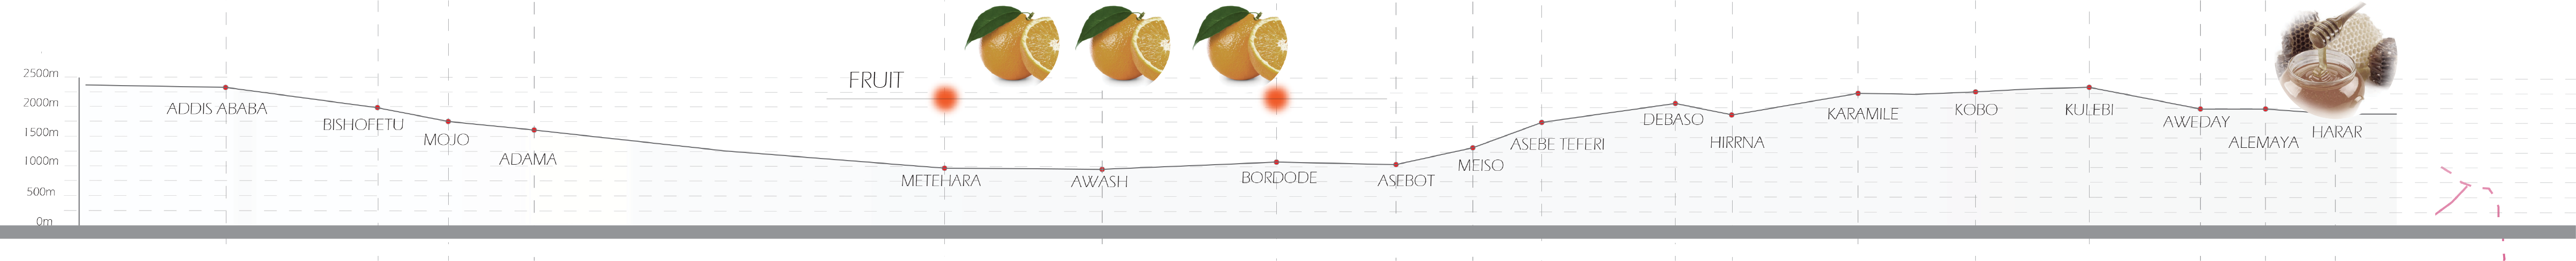 2500m
2000m
1500m
1000m
500m
0m
FRUIT
ADDIS ABABA
BISHOFETU
MOJO
ADAMA
METEHARA
AWASH
BORDODE
ASEBOT
MEISO
ASEBE TEFERI
DEBASO
HIRRNA
KARAMILE
KOBO
KULEBI
AWEDAY
ALEMAYA
HARAR